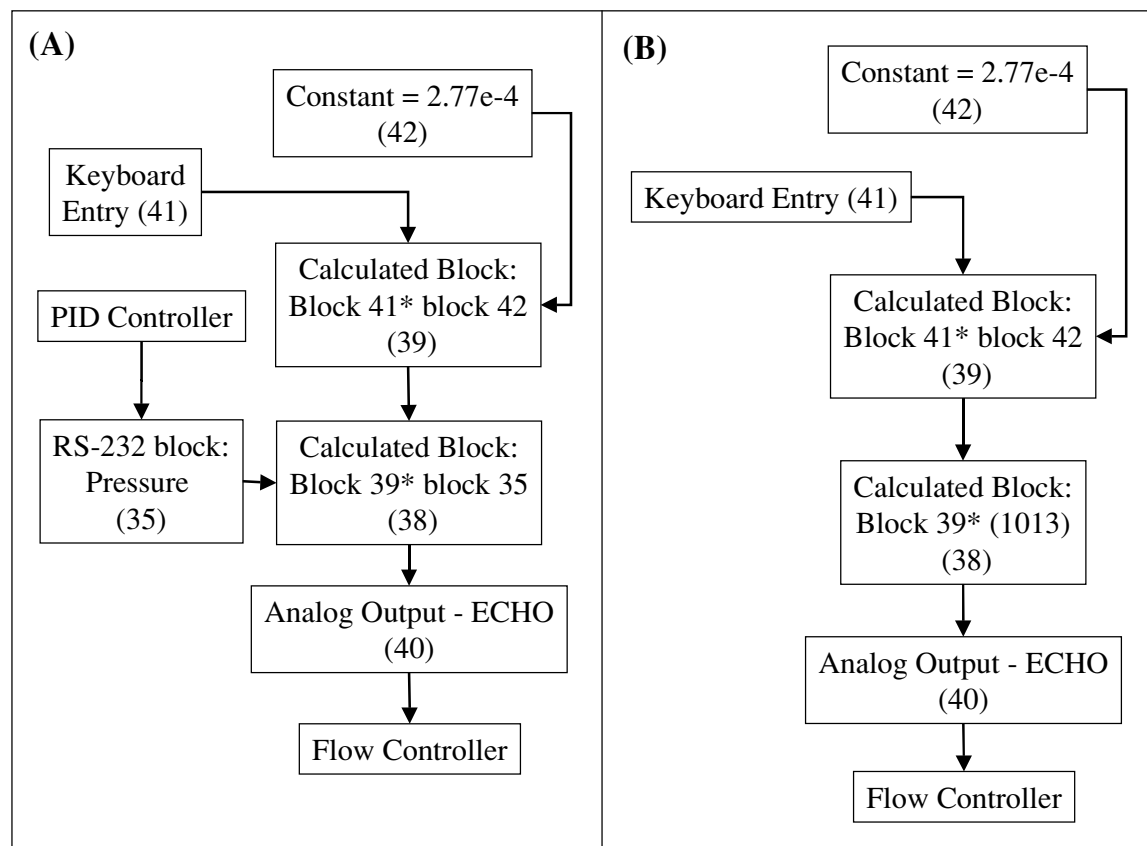 (A)
Constant = 2.77e-4
(42)
Keyboard
Entry (41)
Calculated Block:
Block 41* block 42
(39)
PID Controller
RS-232 block:
Pressure
(35)
Calculated Block:
Block 39* block 35
(38)
Analog Output - ECHO
(40)
Flow Controller
(B)
Constant = 2.77e-4
(42)
Keyboard Entry (41)
Calculated Block:
Block 41* block 42
(39)
Calculated Block:
Block 39* (1013)
(38)
Analog Output - ECHO
(40)
Flow Controller